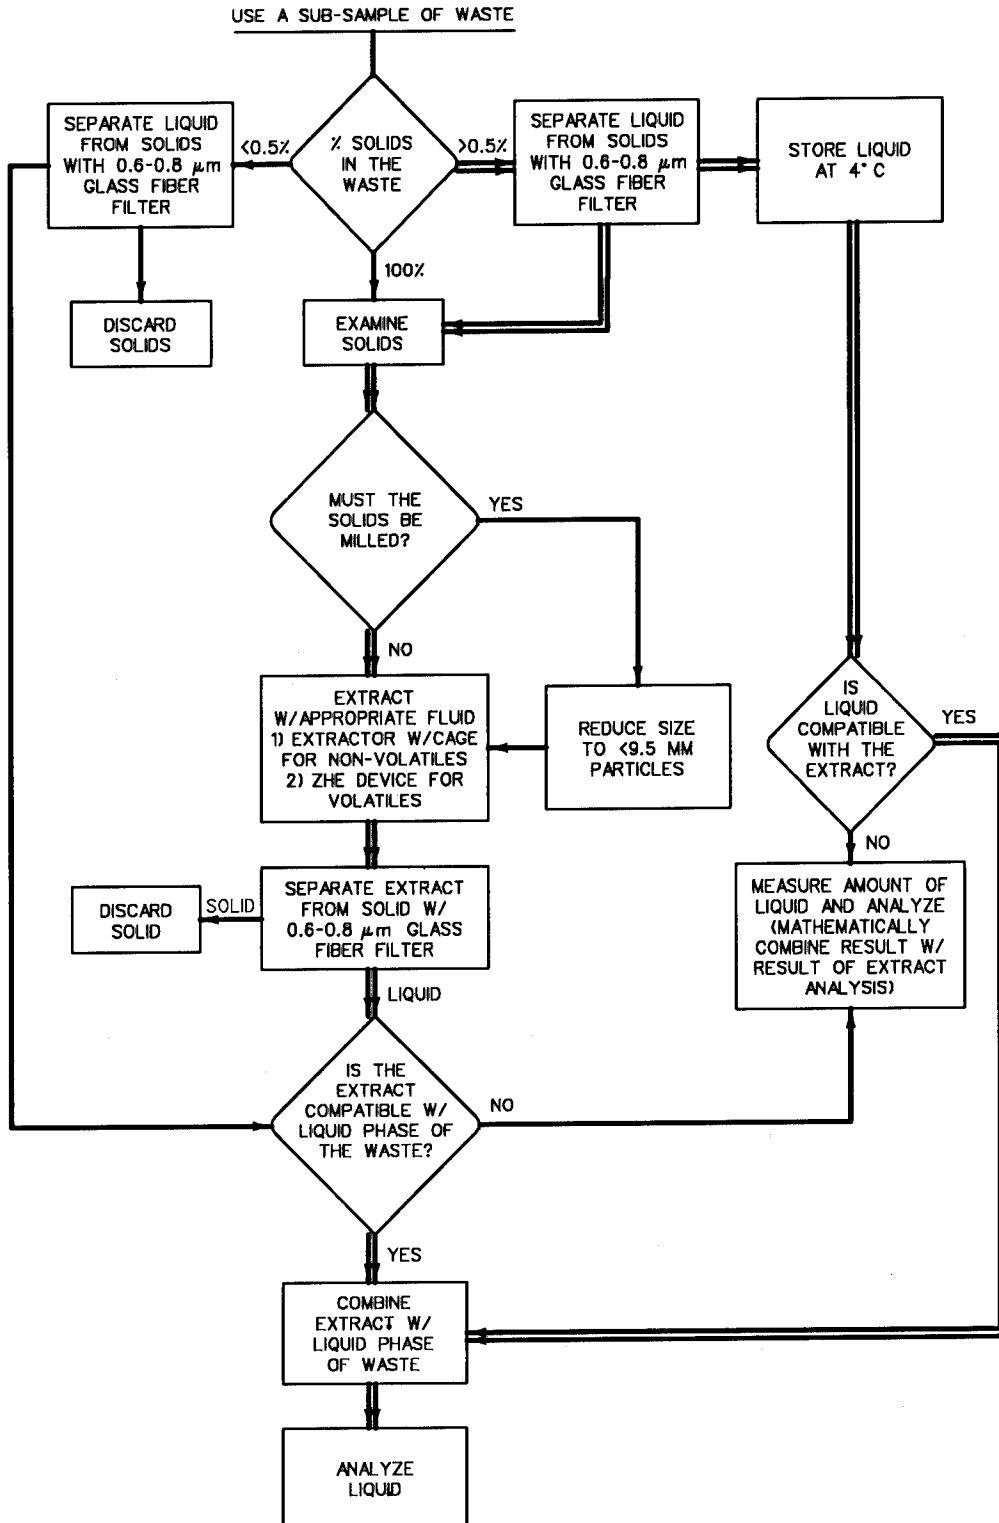 USE A SUB-SAMPLE OF WASTE
SEPARATE LIQUID
FROM SOLIDS
WITH 0.6-0.8 μm
GLASS FIBER
FILTER
<0.5%
% SOLIDS
IN THE
WASTE
>0.5%
SEPARATE LIQUID
FROM SOLIDS
WITH 0.6-0.8 μm
GLASS FIBER
FILTER
STORE LIQUID
AT 4° C
100%
DISCARD
SOLIDS
EXAMINE
SOLIDS
MUST THE
SOLIDS BE
MILLED?
YES
NO
EXTRACT
W/APPROPRIATE FLUID
1) EXTRACTOR W/CAGE
FOR NON-VOLATILES
2) ZHE DEVICE FOR
VOLATILES
REDUCE SIZE
TO <9.5 MM
PARTICLES
IS
LIQUID
COMPATIBLE
WITH THE
EXTRACT?
YES
NO
DISCARD
SOLID
SOLID
SEPARATE EXTRACT
FROM SOLID W/
0.6-0.8 μm GLASS
FIBER FILTER
MEASURE AMOUNT OF
LIQUID AND ANALYZE
(MATHEMATICALLY
COMBINE RESULT W/
RESULT OF EXTRACT
ANALYSIS)
LIQUID
IS THE
EXTRACT
COMPATIBLE W/
LIQUID PHASE OF
THE WASTE?
NO
YES
COMBINE
EXTRACT W/
LIQUID PHASE
OF WASTE
ANALYZE
LIQUID